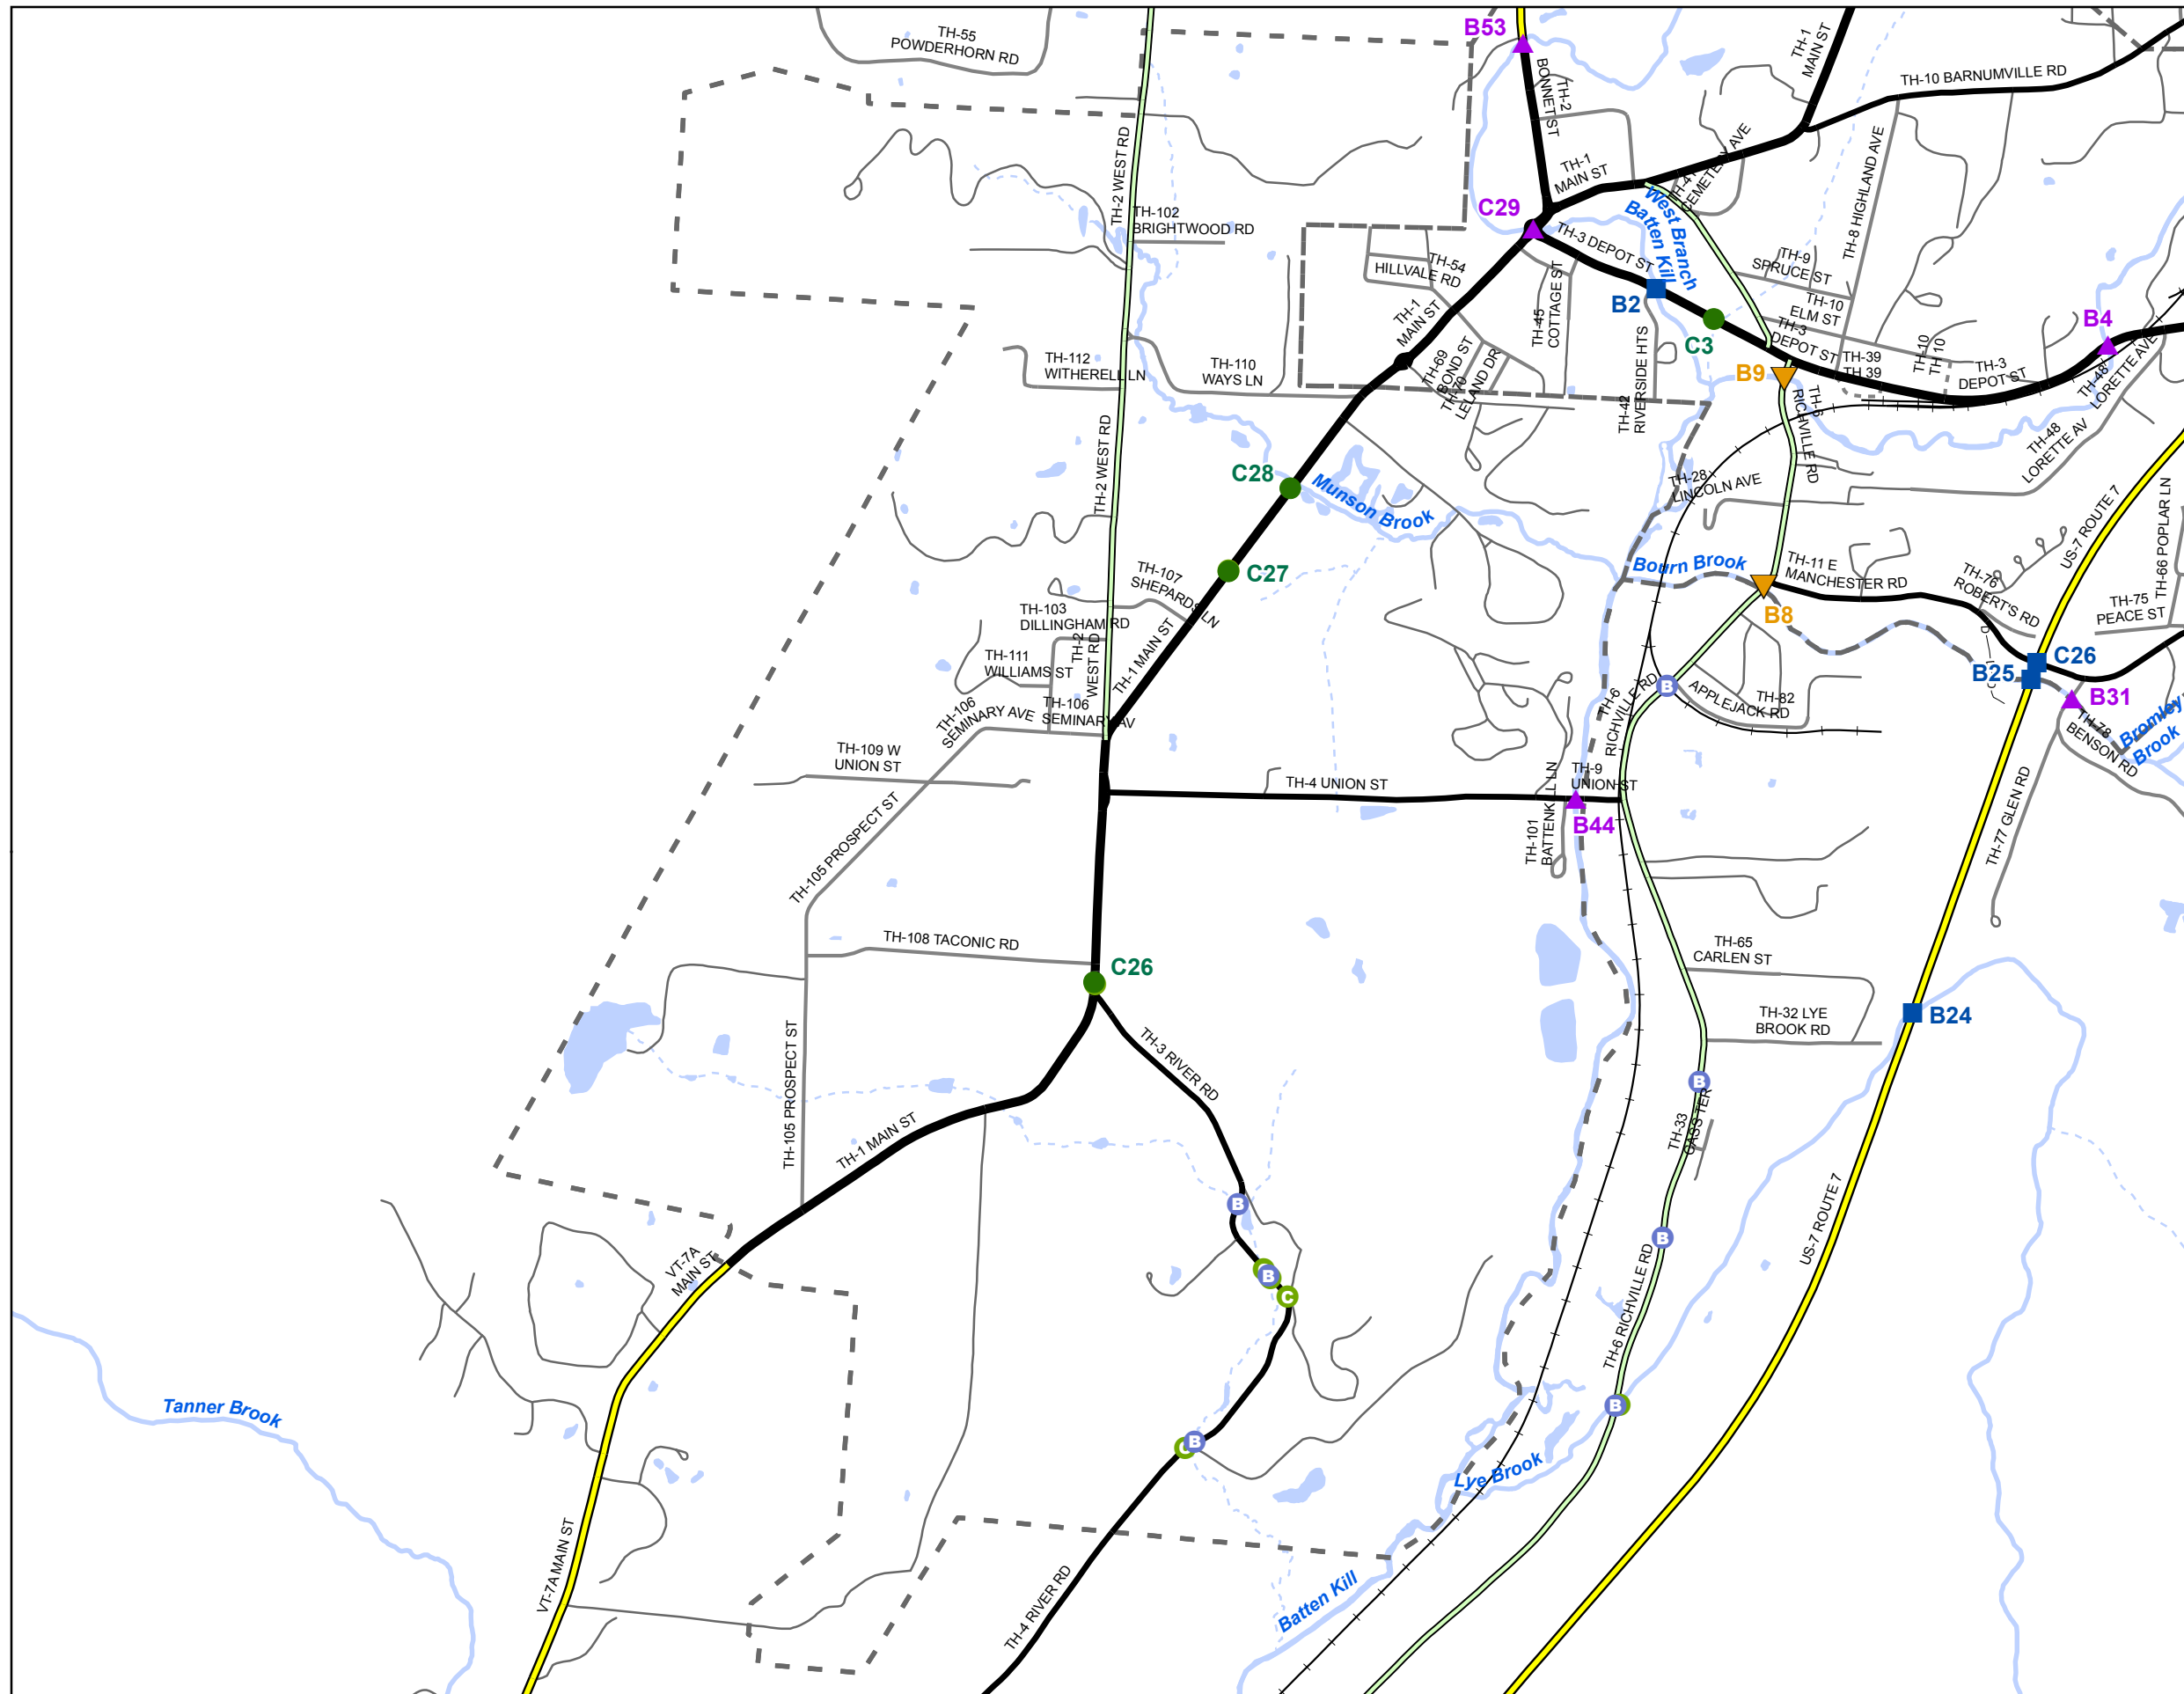 TH-55
POWDERHORN RD
B53
BONNET ST
TH-2
TH-1
MAIN ST
TH-10 BARNUMVILLE RD
TH-2 WEST RD
TH-102
BRIGHTWOOD RD
C29
TH-1
MAIN ST
CEMETERY AVE
TH-8 HIGHLAND AVE
West Branch
Batten Kill
TH-3 DEPOT ST
TH-9
SPRUCE ST
TH-54
HILLVALE RD
TH-1
MAIN ST
TH-45
COTTAGE ST
B2
C3
TH-10
ELM ST
TH-3
DEPOT ST
B4
TH-112
WITHERELL LN
TH-110
WAYS LN
TH-69
BOND ST
TH-70
LELAND DR
TH-42
RIVERSIDE HTS
B9
TH-39
TH 39
TH-10
TH 10
TH-3
DEPOT ST
TH-48
LORETTE AVE
TH-6
RICHVILLE RD
TH-48
LORETTE AV
TH-2 WEST RD
C28
Munson Brook
TH-28
LINCOLN AVE
US-7 ROUTE 7
TH-66 POPLAR LN
C27
TH-107
SHEPARDS LN
Bourn Brook
TH-11 E
MANCHESTER RD
TH-76
ROBERT'S RD
TH-75
PEACE ST
B8
TH-103
DILLINGHAM RD
TH-2
WEST RD
TH-111
WILLIAMS ST
TH-1 MAIN ST
C26
B25
B31
TH-106
SEMINARY AVE
TH-106
SEMINARY AV
TH-6
RICHVILLE RD
B
APPLEJACK RD
TH-82
TH-78
BENSON RD
Bromley
Brook
TH-109 W
UNION ST
TH-4 UNION ST
TH-9
UNION ST
B44
TH-101
BATTENKILL LN
TH-77 GLEN RD
TH-105 PROSPECT ST
TH-108 TACONIC RD
C26
TH-65
CARLEN ST
TH-32 LYE
BROOK RD
B24
TH-105 PROSPECT ST
TH-3 RIVER RD
TH-1 MAIN ST
B
TH-33
CASS TER
US-7 ROUTE 7
B
B
VT-7A
MAIN ST
B
C
TH-6 RICHVILLE RD
B
Tanner Brook
B
Lye Brook
VT-7A MAIN ST
Batten Kill
TH-4 RIVER RD